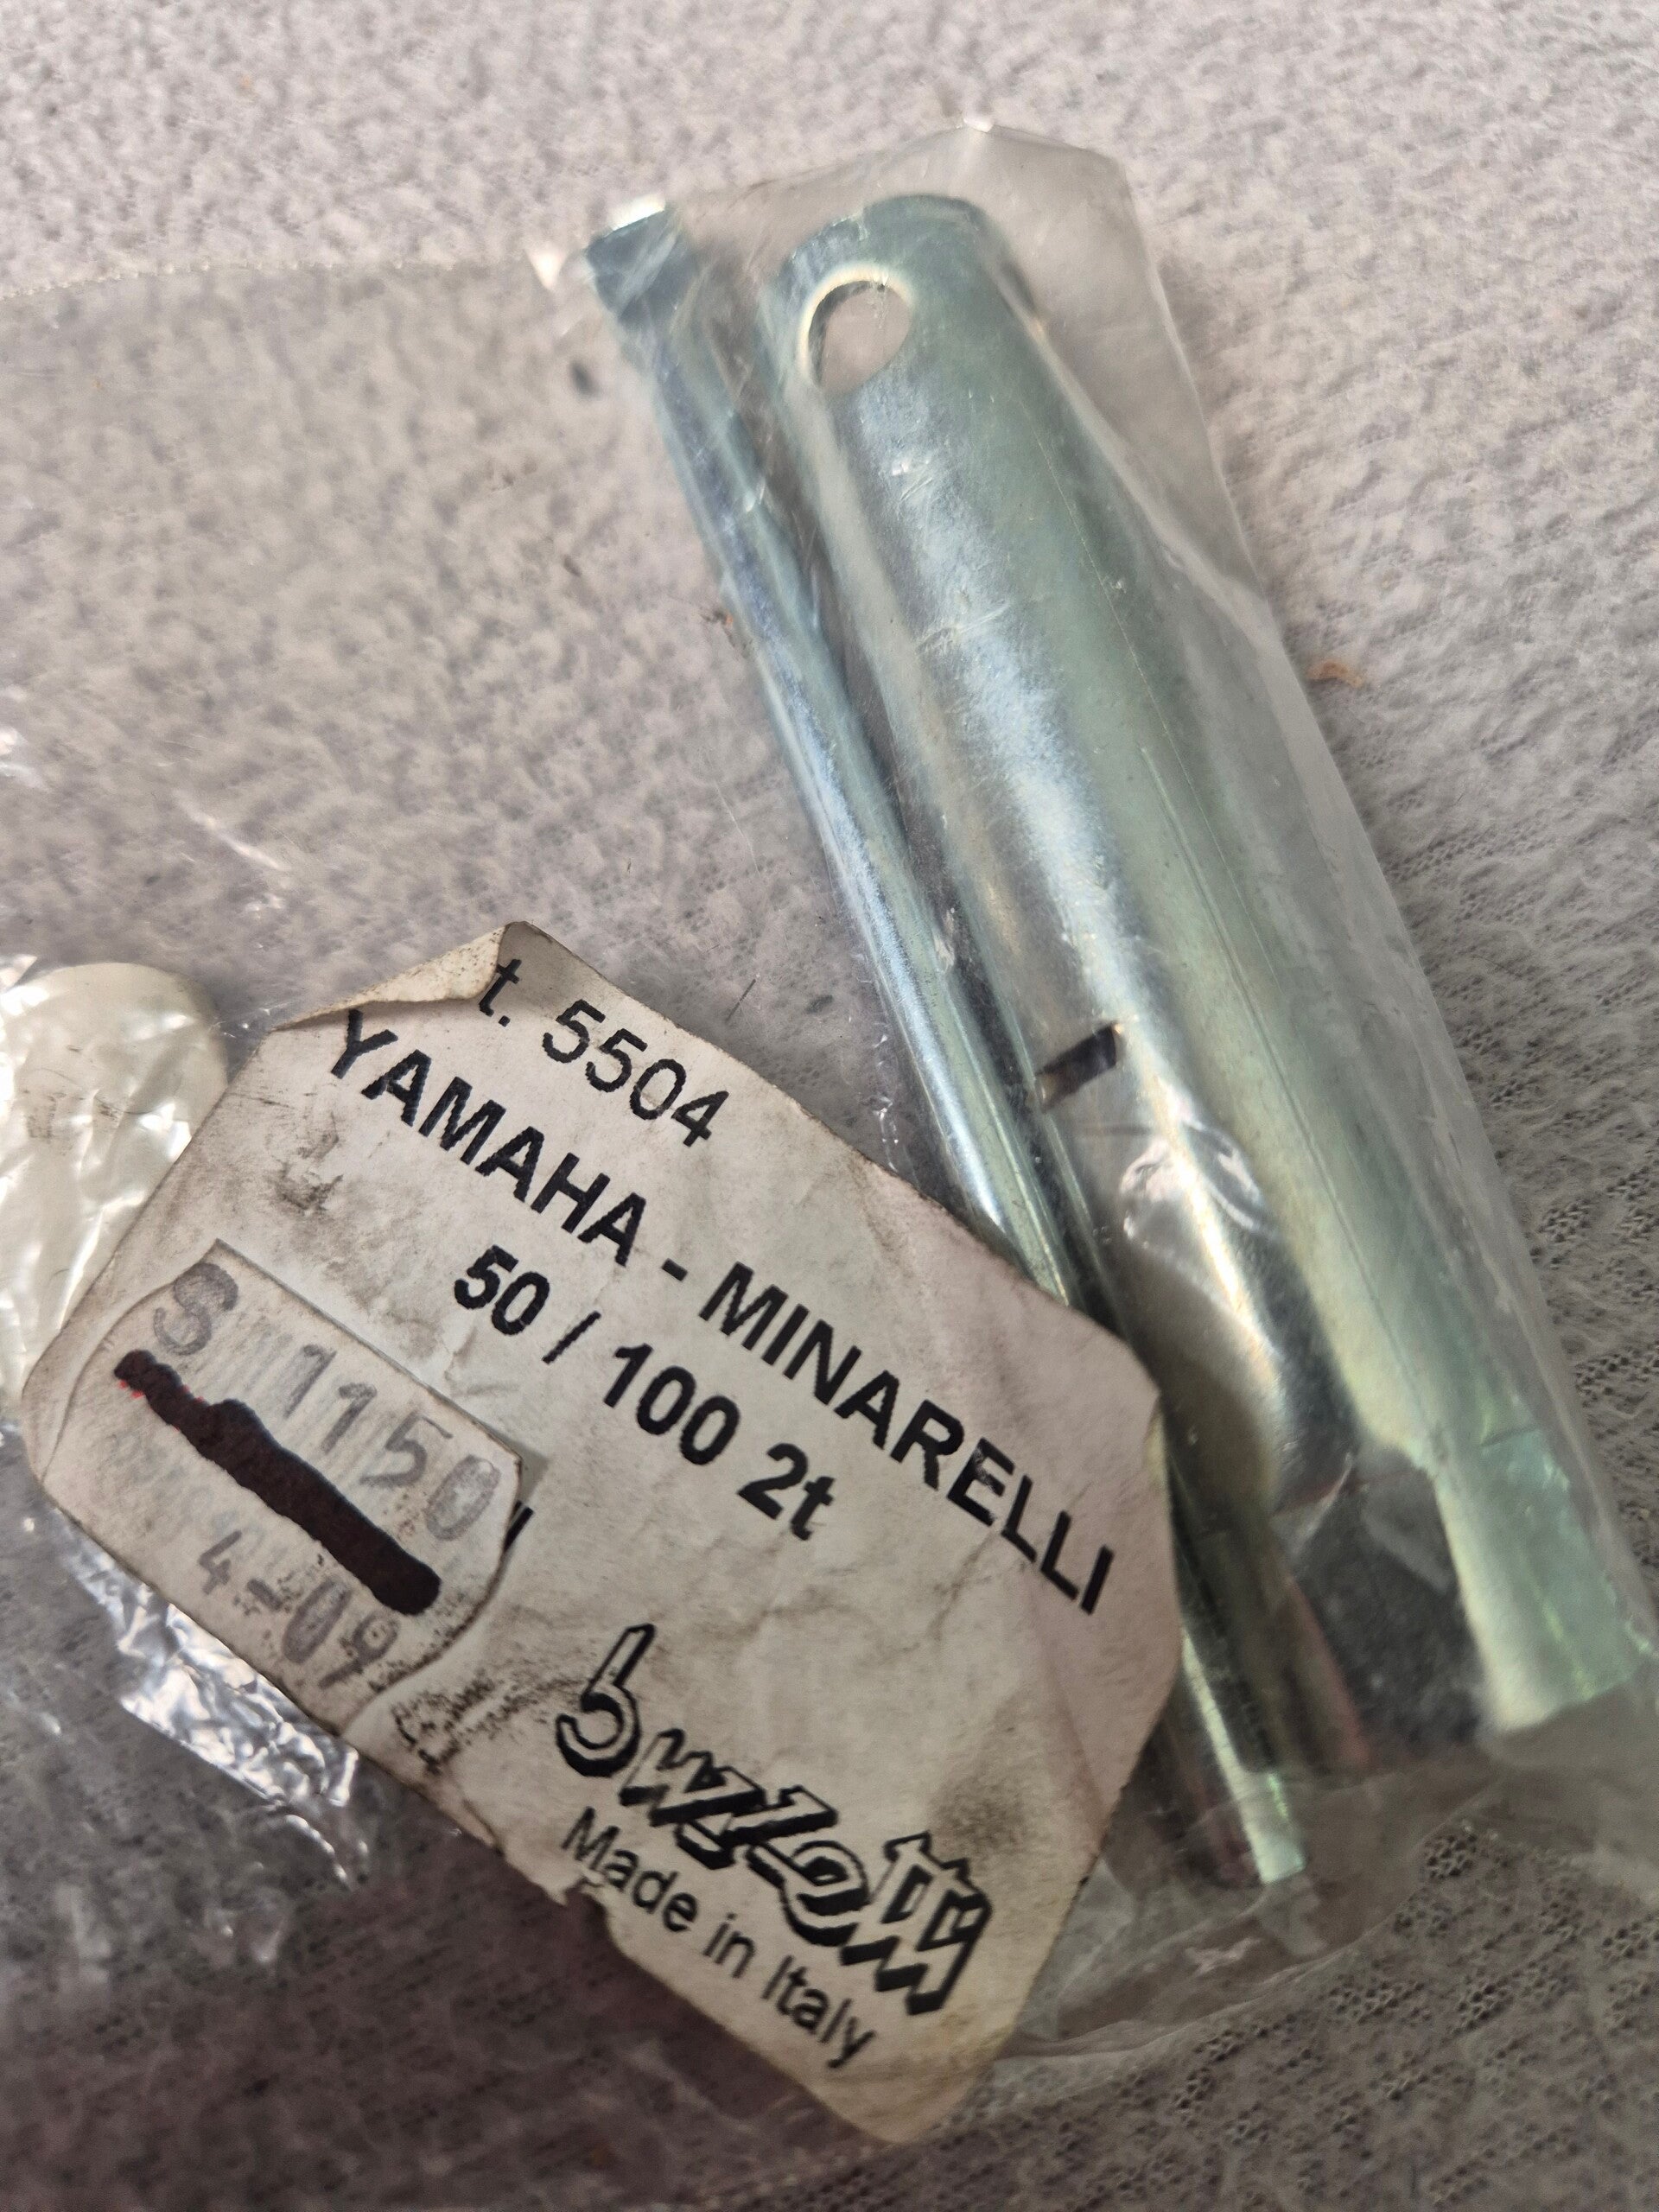 t. 5504
YAMAHA - MINARELLI
50 / 100 2t
S 1150
4-09
buzzetti
Made in Italy